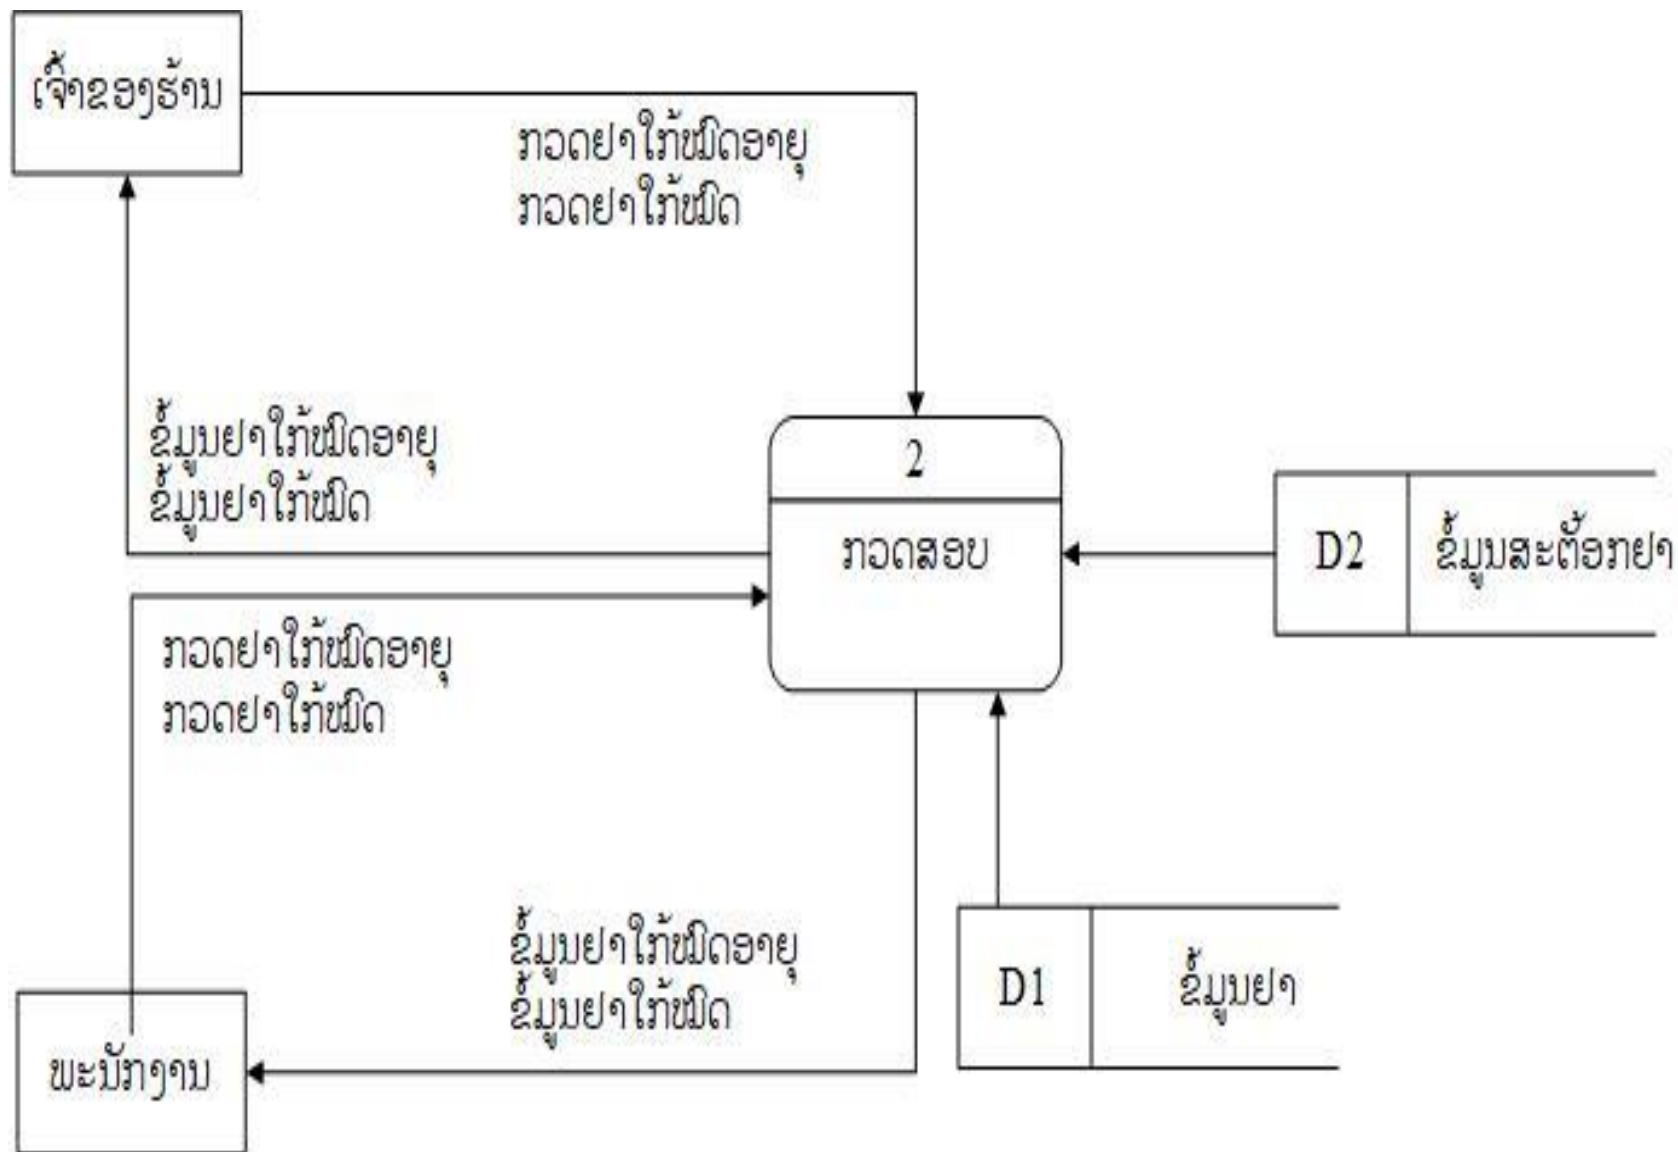 ເຈົ້າຂອງຮ້ານ
ກວດຢາໃກ້ໝົດອາຍຸ
ກວດຢາໃກ້ໝົດ
ຂໍ້ມູນຢາໃກ້ໝົດອາຍຸ
ຂໍ້ມູນຢາໃກ້ໝົດ
2
ກວດສອບ
D2
ຂໍ້ມູນສະຕັ໋ອກຢາ
ກວດຢາໃກ້ໝົດອາຍຸ
ກວດຢາໃກ້ໝົດ
ຂໍ້ມູນຢາໃກ້ໝົດອາຍຸ
ຂໍ້ມູນຢາໃກ້ໝົດ
D1
ຂໍ້ມູນຢາ
ພະນັກງານ